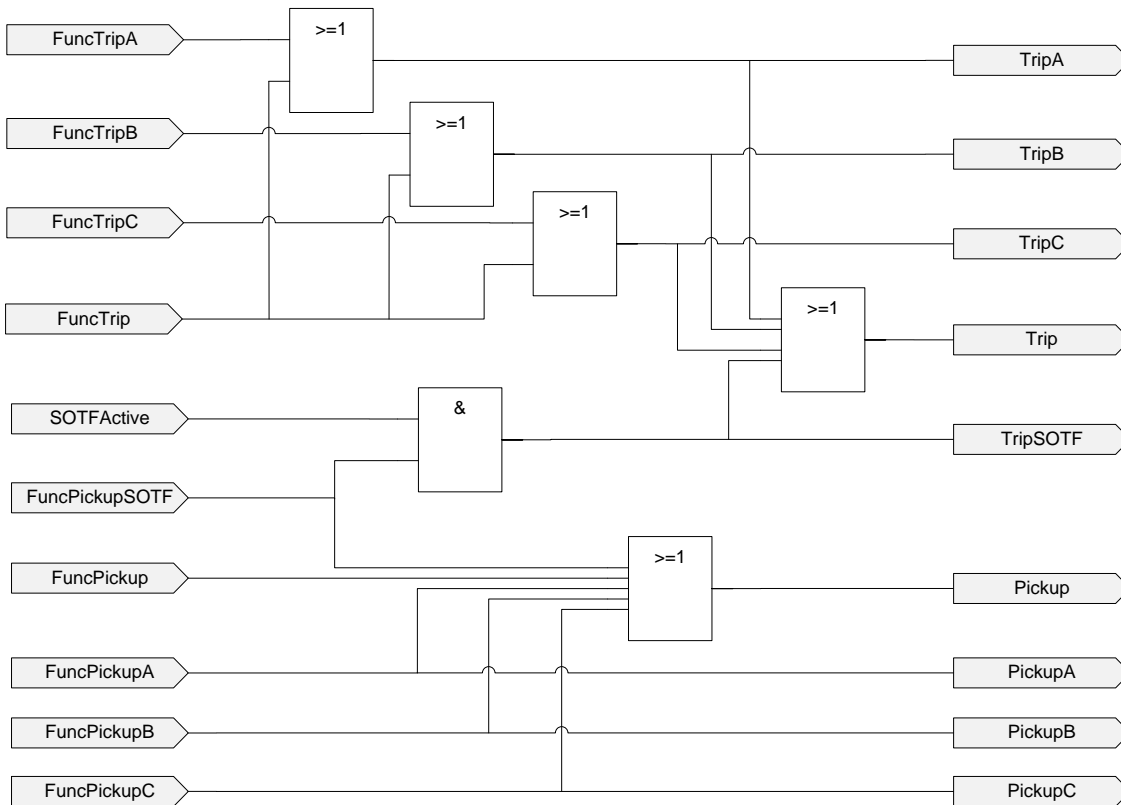 FuncTripA
>=1
TripA
FuncTripB
>=1
TripB
FuncTripC
>=1
TripC
FuncTrip
>=1
Trip
SOTFActive
&
TripSOTF
FuncPickupSOTF
FuncPickup
>=1
Pickup
FuncPickupA
PickupA
FuncPickupB
PickupB
FuncPickupC
PickupC